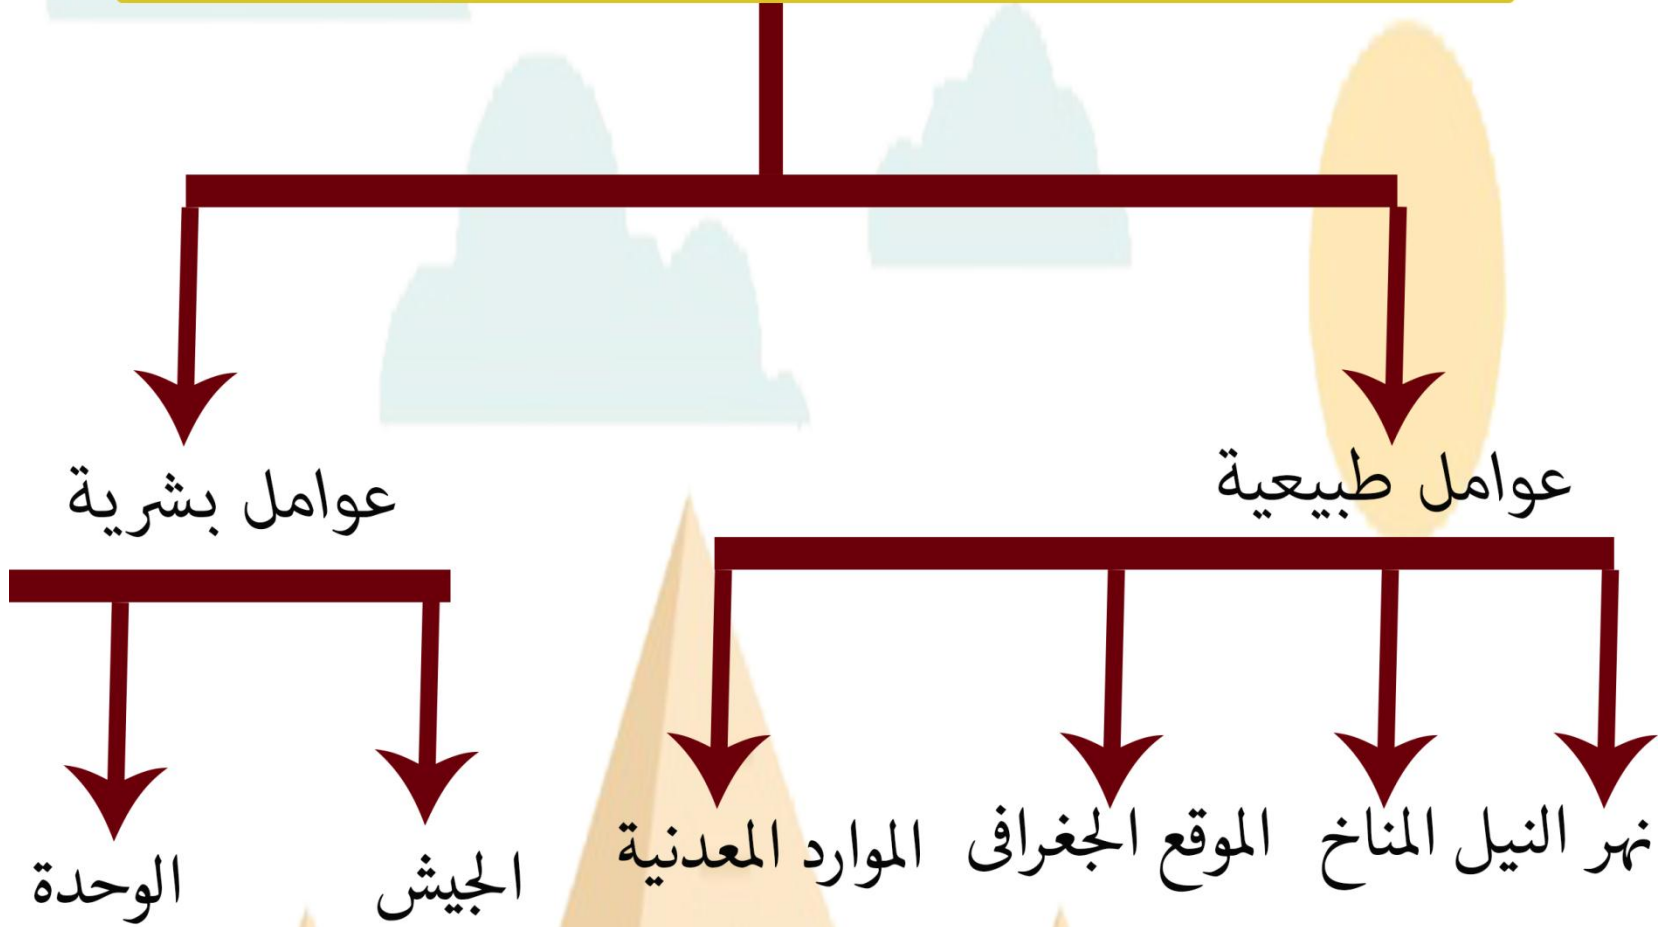 عوامل طبيعية
عوامل بشرية
نهر النيل
المناخ
الموقع الجغرافى
الموارد المعدنية
الجيش
الوحدة